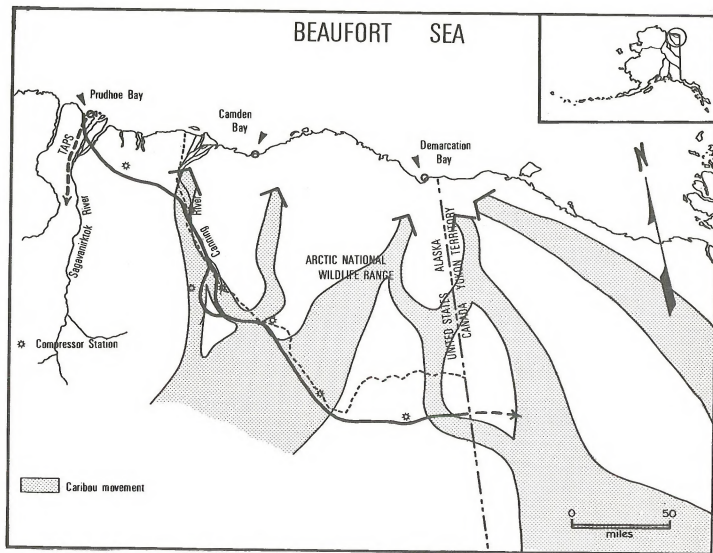 BEAUFORT SEA
Prudhoe Bay
Camden
Bay
Demarcation
Bay
N
TAPS
Sagavanirktok River
Canning River
ARCTIC NATIONAL
WILDLIFE RANGE
ALASKA
YUKON TERRITORY
UNITED STATES
CANADA
Compressor Station
Caribou movement
0 50
miles